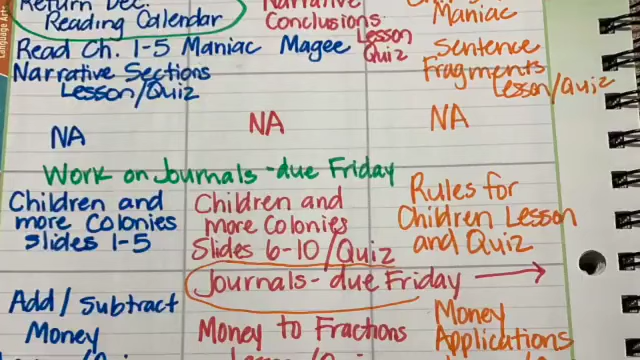 Language Art
Return Dec.
Reading Calendar
Narrative
Conclusions
Lesson
Quiz
Maniac
Read Ch. 1-5 Maniac Magee
Narrative Sections
Lesson/Quiz
Sentence
Fragments
Lesson/Quiz
NA
NA
NA
Work on Journals - due Friday
Children and
more Colonies
Slides 1-5
Children and
more Colonies
Slides 6-10/Quiz
Rules for
Children Lesson
and Quiz
Journals - due Friday
Add/Subtract
Money
Money to Fractions
Money
Applications